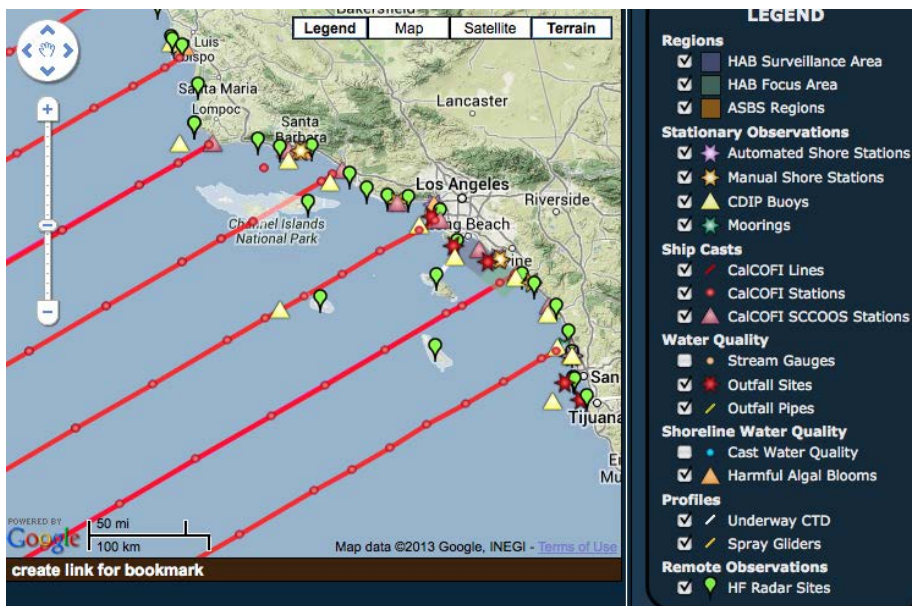 Bakersfield
Legend
Map
Satellite
Terrain
Luis
Obispo
Santa Maria
Lompoc
Lancaster
Santa
Barbara
Los Angeles
Riverside
Long Beach
Channel Islands
National Park
ine
San
Tijuana
Mu
50 mi
100 km
POWERED BY
Google
Map data ©2013 Google, INEGI - Terms of Use
create link for bookmark
LEGEND
Regions
HAB Surveillance Area
HAB Focus Area
ASBS Regions
Stationary Observations
Automated Shore Stations
Manual Shore Stations
CDIP Buoys
Moorings
Ship Casts
CalCOFI Lines
CalCOFI Stations
CalCOFI SCCOOS Stations
Water Quality
Stream Gauges
Outfall Sites
Outfall Pipes
Shoreline Water Quality
Cast Water Quality
Harmful Algal Blooms
Profiles
Underway CTD
Spray Gliders
Remote Observations
HF Radar Sites